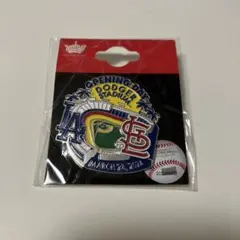 OPENING DAY
DODGER
STADIUM
LA
STL
MARCH 28, 2024